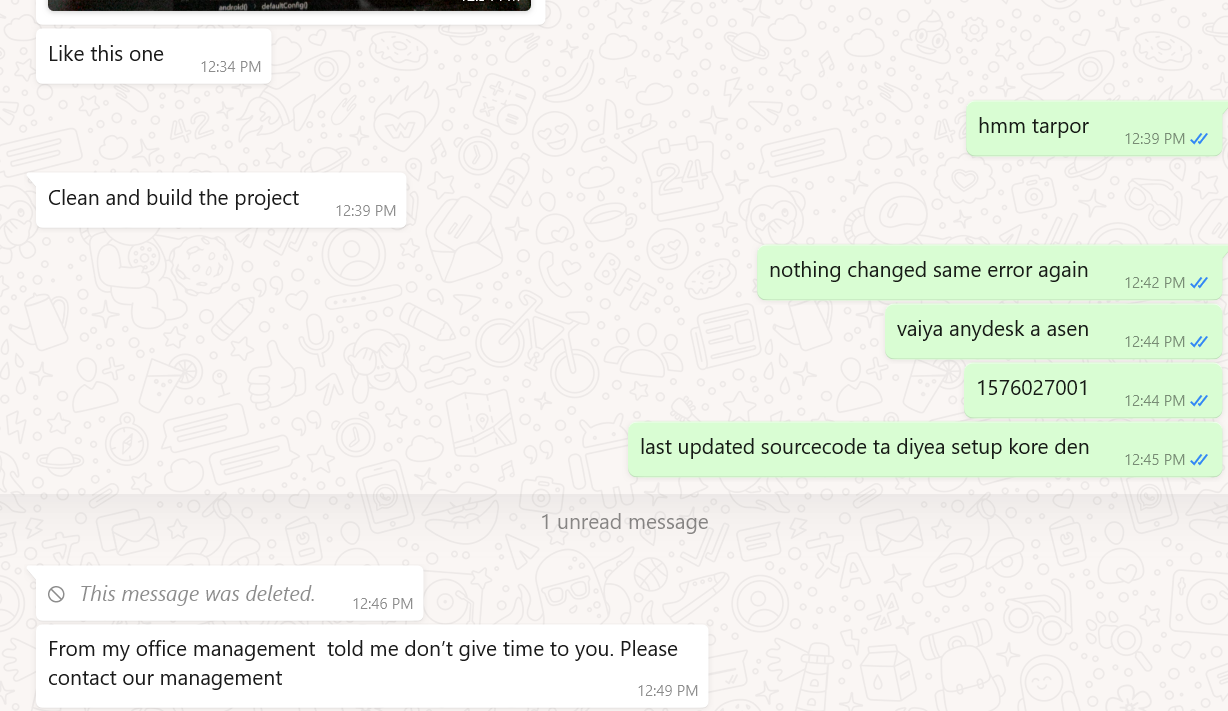 android{} defaultConfig{}
Like this one
12:34 PM
hmm tarpor
12:39 PM
Clean and build the project
12:39 PM
nothing changed same error again
12:42 PM
vaiya anydesk a asen
12:44 PM
1576027001
12:44 PM
last updated sourcecode ta diyea setup kore den
12:45 PM
1 unread message
This message was deleted.
12:46 PM
From my office management  told me don’t give time to you. Please
contact our management
12:49 PM